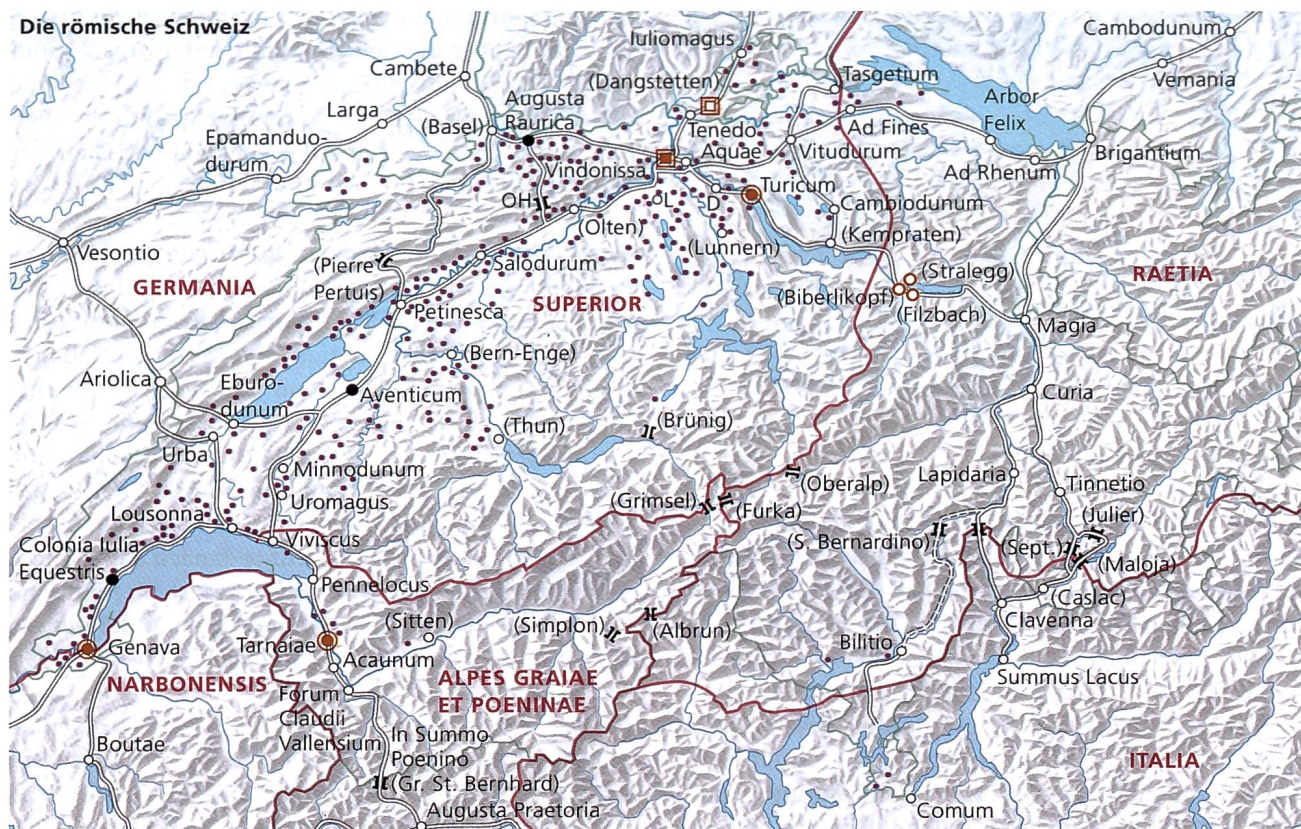 Die römische Schweiz
Iuliomagus
Cambodunum
Cambete
(Dangstetten)
Tasgetium
Vemania
Larga
Augusta
Raurica
Arbor
Felix
(Basel)
Epamanduo-
durum
Tenedo
Ad Fines
Aquae
Vitudurum
Brigantium
Vindonissa
Ad Rhenum
Turicum
OH
L
D
Cambiodunum
(Olten)
(Lunnern)
(Kempraten)
Vesontio
(Pierre
Pertuis)
Salodurum
(Stralegg)
RAETIA
GERMANIA
SUPERIOR
(Biberlikopf)
(Filzbach)
Petinesca
Magia
(Bern-Enge)
Ariolica
Eburo-
dunum
Aventicum
Curia
(Thun)
(Brünig)
Urba
Minnodunum
Lapidaria
Tinnetio
(Oberalp)
Uromagus
(Grimsel)
(Furka)
Lousonna
(Julier)
Viviscus
(S. Bernardino)
(Sept.)
Colonia Iulia
Equestris
(Maloja)
Pennelocus
(Caslac)
(Sitten)
Clavenna
(Simplon)
(Albrun)
Genava
Tarnaiae
Bilitio
Acaunum
NARBONENSIS
ALPES GRAIAE
ET POENINAE
Summus Lacus
Forum
Claudii
Vallensium
In Summo
Poenino
Boutae
ITALIA
(Gr. St. Bernhard)
Augusta Praetoria
Comum